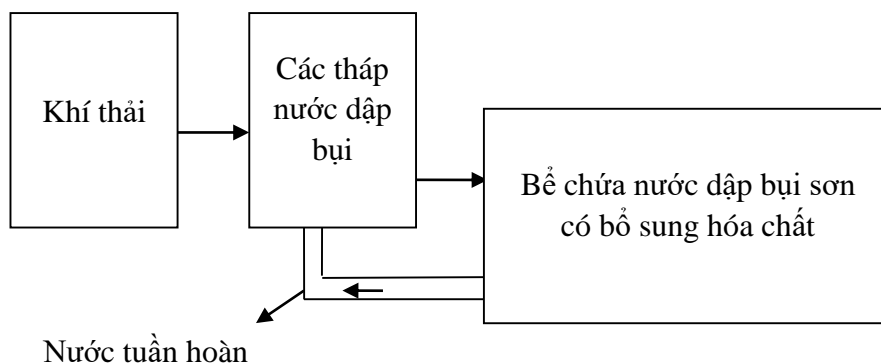 Khí thải
Các tháp
nước dập
bụi
Bể chứa nước dập bụi sơn
có bổ sung hóa chất
Nước tuần hoàn